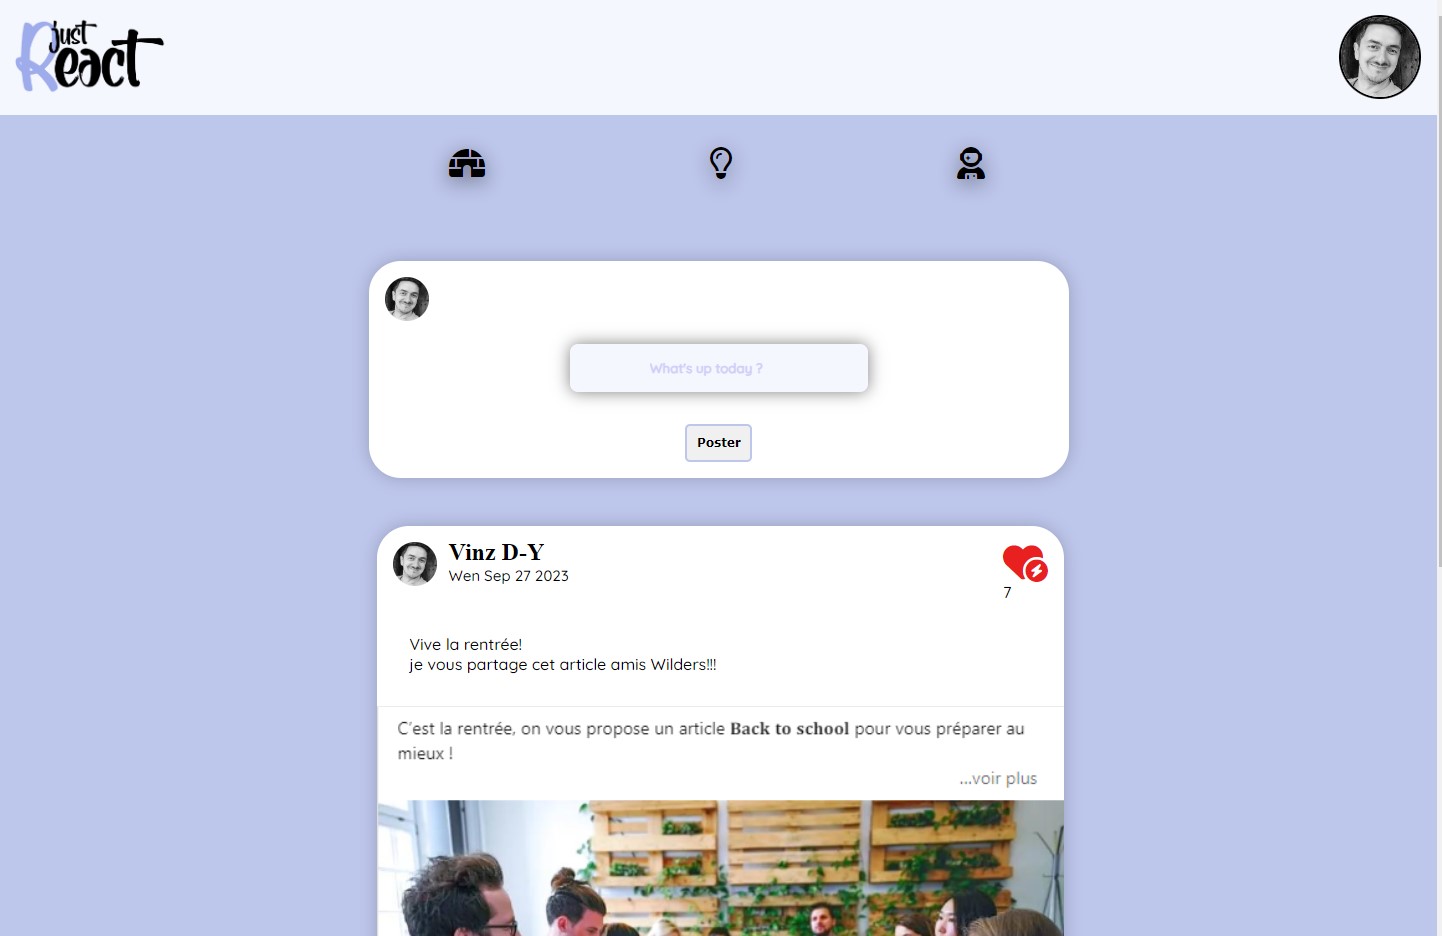 just
React
What's up today ?
Poster
Vinz D-Y
Wen Sep 27 2023
7
Vive la rentrée!
je vous partage cet article amis Wilders!!!
C’est la rentrée, on vous propose un article Back to school pour vous préparer au
mieux !
...voir plus